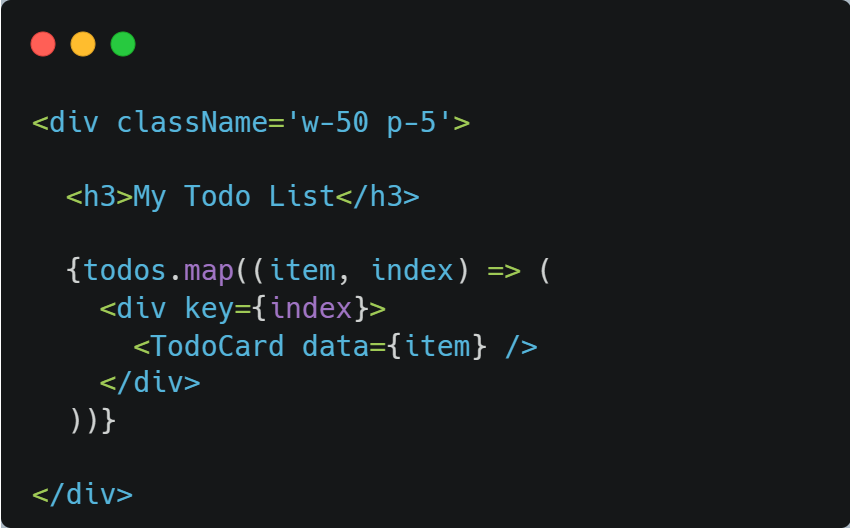 <div className='w-50 p-5'>
<h3>My Todo List</h3>
{todos.map((item, index) => (
<div key={index}>
<TodoCard data={item} />
</div>
))}
</div>